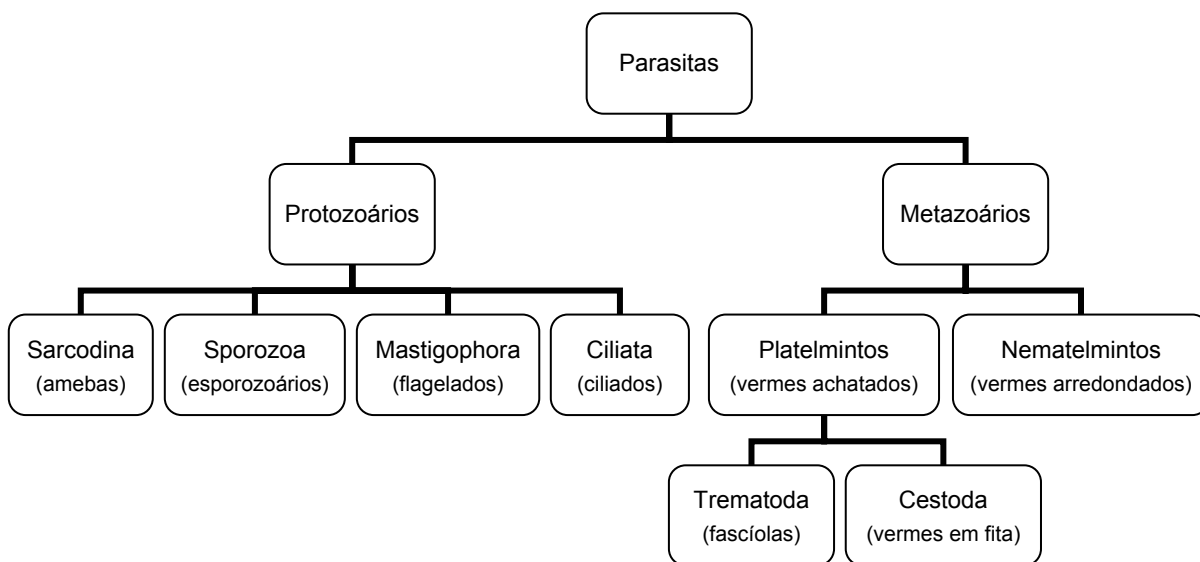 Parasitas
Protozoários
Metazoários
Sarcodina
(amebas)
Sporozoa
(esporozoários)
Mastigophora
(flagelados)
Ciliata
(ciliados)
Platelmintos
(vermes achatados)
Nematelmintos
(vermes arredondados)
Trematoda
(fascíolas)
Cestoda
(vermes em fita)